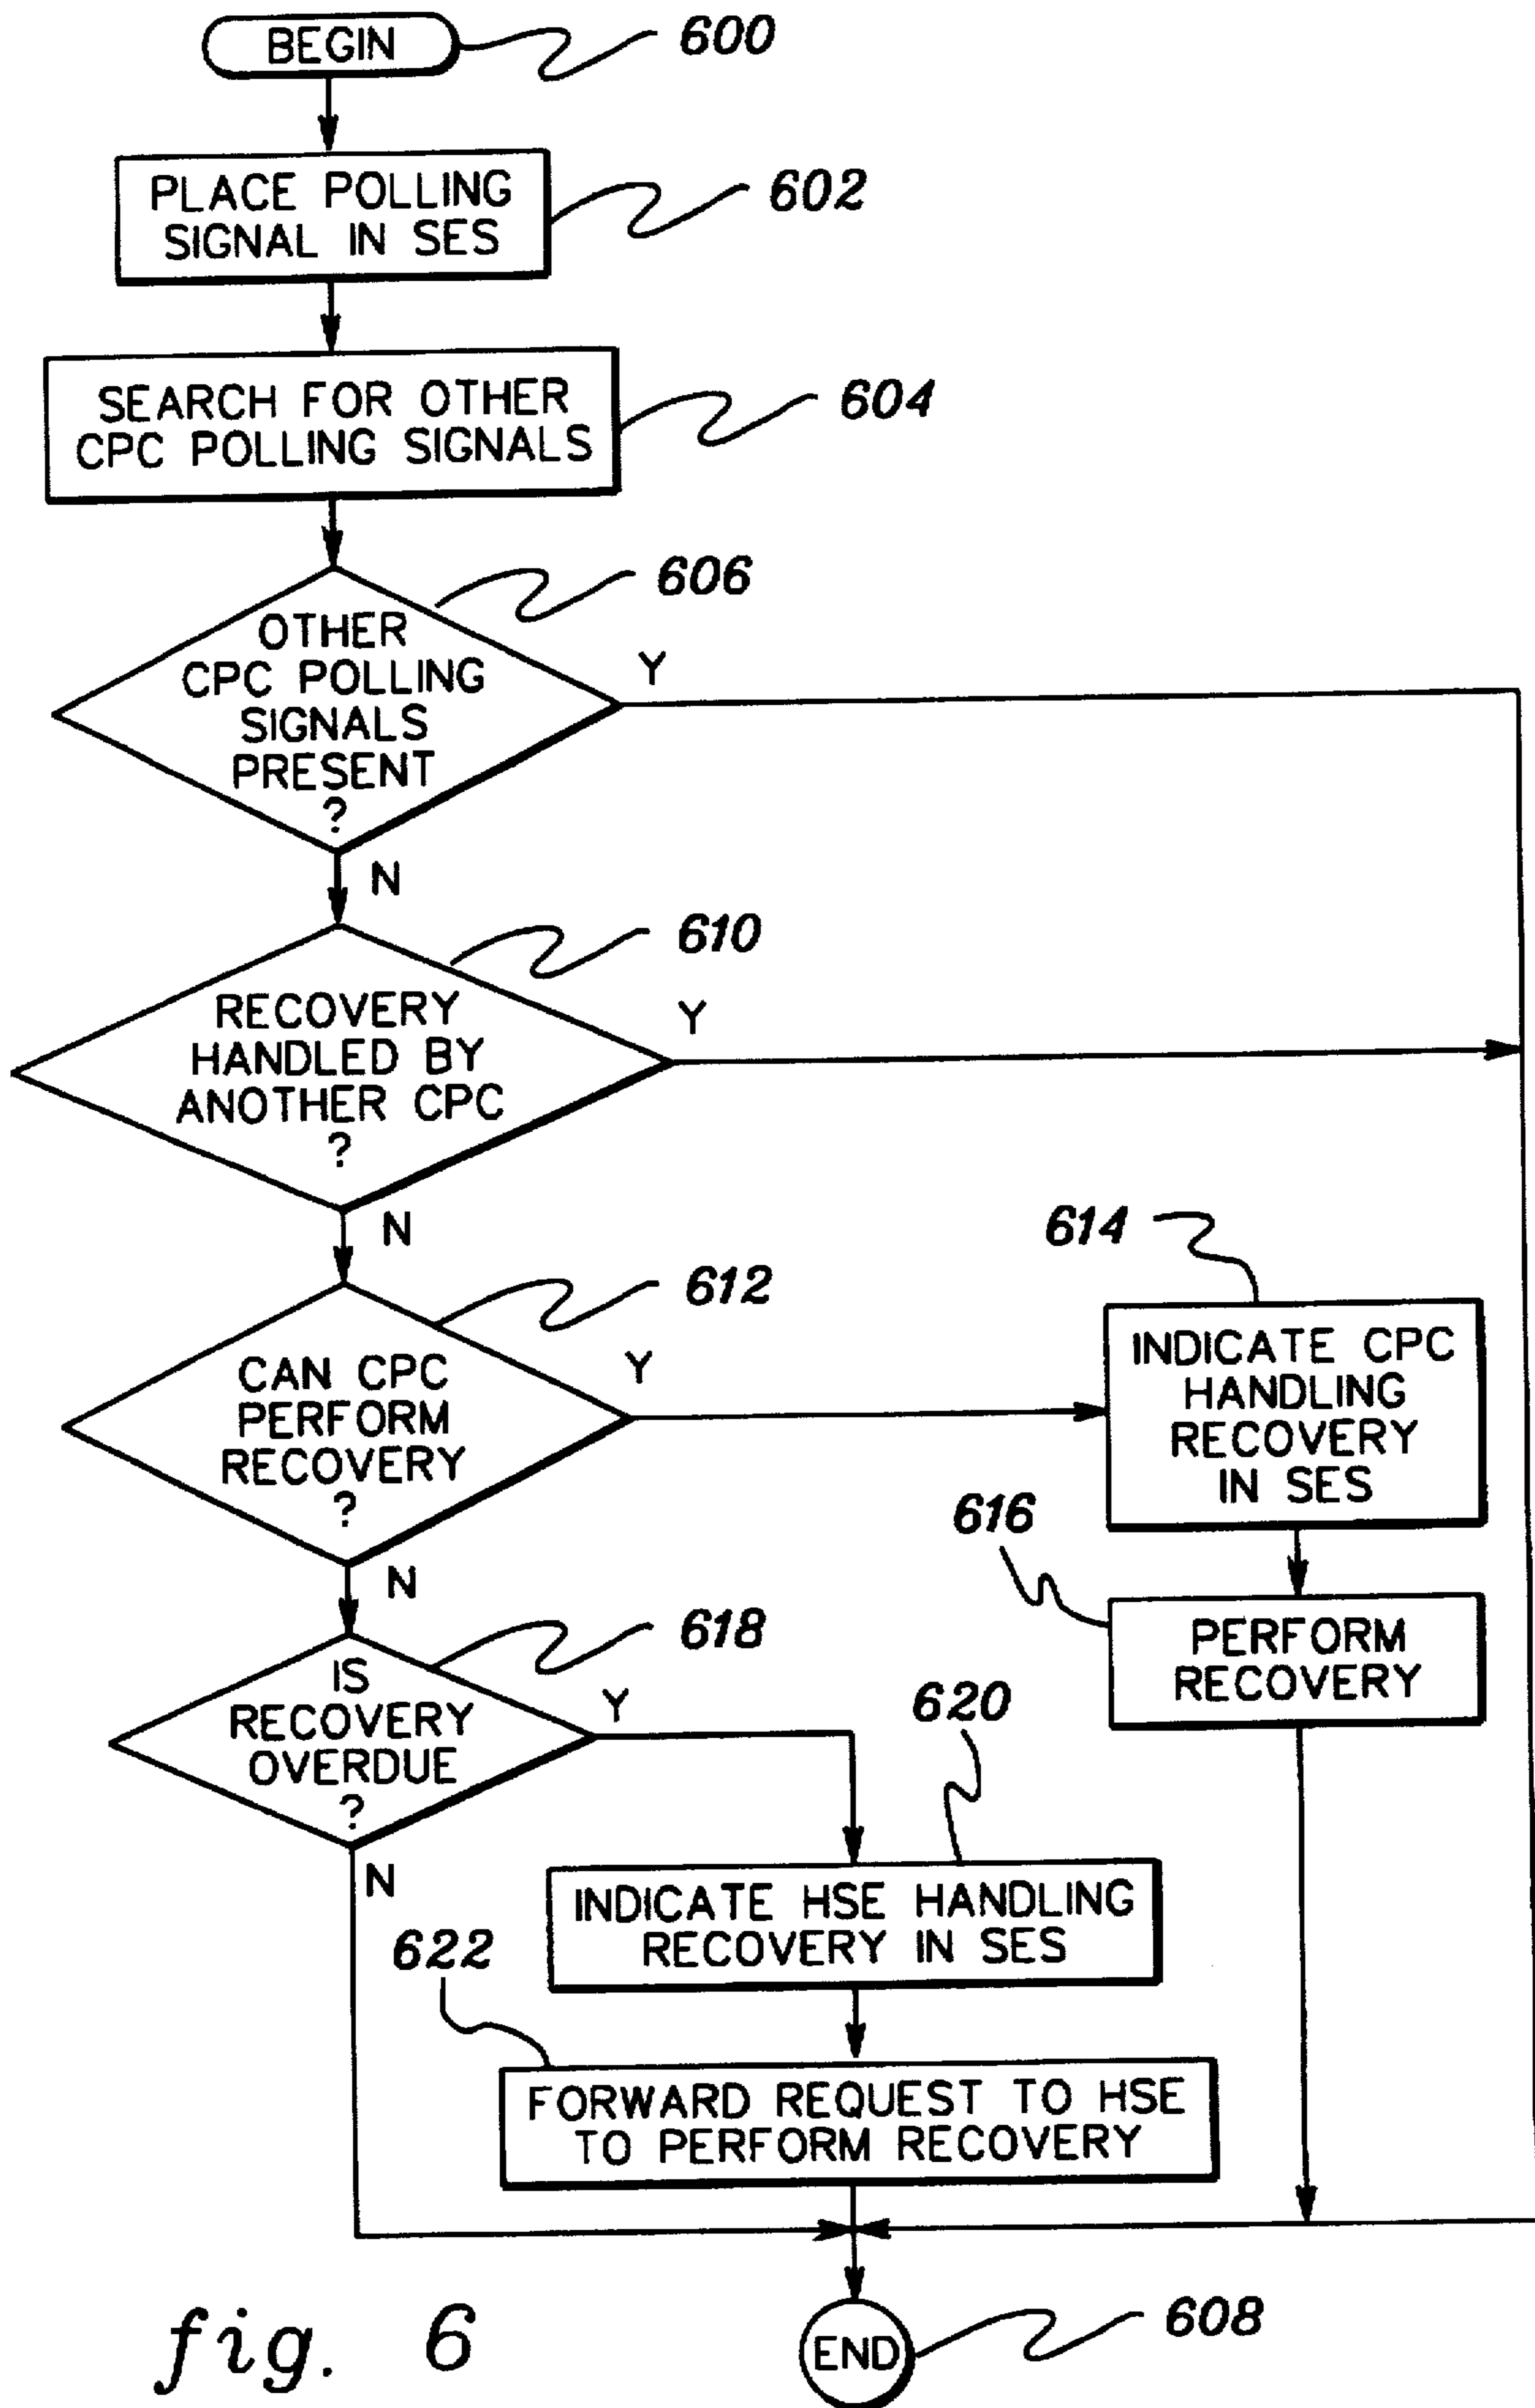 BEGIN
600
PLACE POLLING
SIGNAL IN SES
602
SEARCH FOR OTHER
CPC POLLING SIGNALS
604
606
OTHER
CPC POLLING
SIGNALS
PRESENT
?
Y
N
610
RECOVERY
HANDLED BY
ANOTHER CPC
?
Y
N
612
CAN CPC
PERFORM
RECOVERY
?
Y
N
614
INDICATE CPC
HANDLING
RECOVERY
IN SES
616
PERFORM
RECOVERY
618
IS
RECOVERY
OVERDUE
?
Y
N
620
INDICATE HSE HANDLING
RECOVERY IN SES
622
FORWARD REQUEST TO HSE
TO PERFORM RECOVERY
END
608
fig. 6